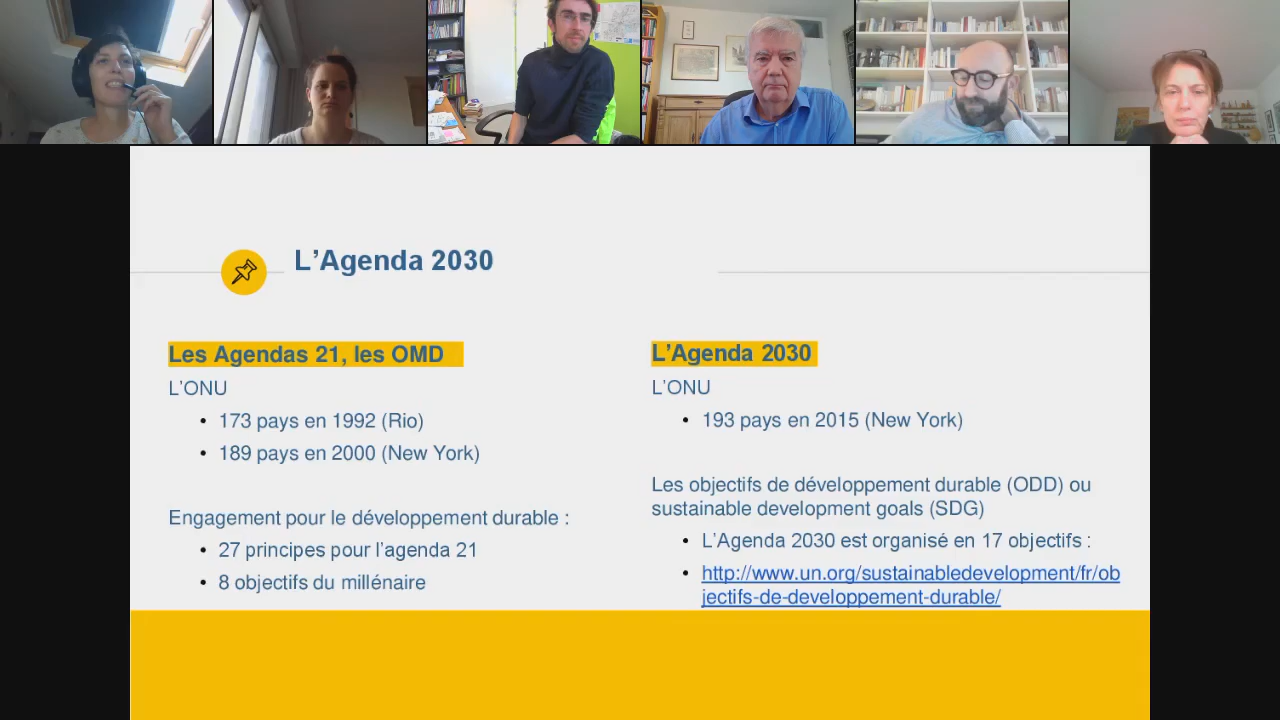 L'Agenda 2030
Les Agendas 21, les OMD
L'ONU
• 173 pays en 1992 (Rio)
• 189 pays en 2000 (New York)
Engagement pour le développement durable :
• 27 principes pour l'agenda 21
• 8 objectifs du millénaire
L'Agenda 2030
L'ONU
• 193 pays en 2015 (New York)
Les objectifs de développement durable (ODD) ou
sustainable development goals (SDG)
• L'Agenda 2030 est organisé en 17 objectifs :
• http://www.un.org/sustainabledevelopment/fr/ob
jectifs-de-developpement-durable/